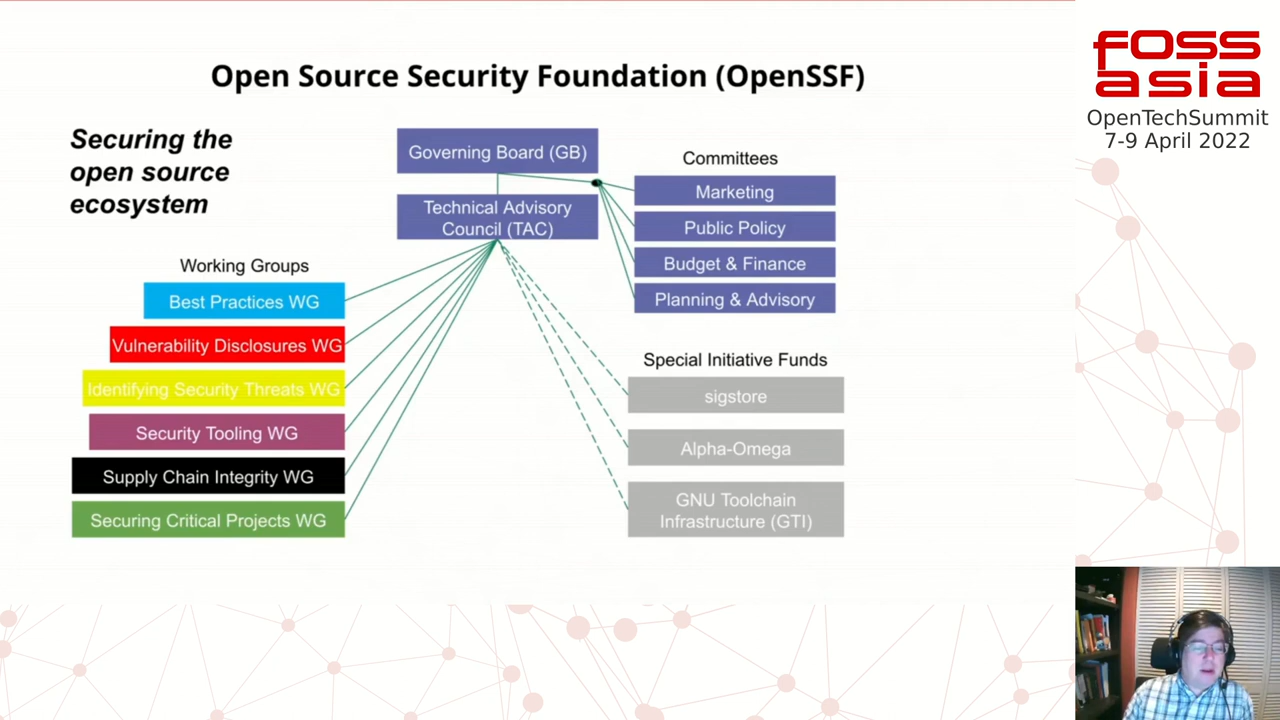 Open Source Security Foundation (OpenSSF)
Securing the
open source
ecosystem
Governing Board (GB)
Technical Advisory
Council (TAC)
Committees
Marketing
Public Policy
Budget & Finance
Planning & Advisory
Working Groups
Best Practices WG
Vulnerability Disclosures WG
Identifying Security Threats WG
Security Tooling WG
Supply Chain Integrity WG
Securing Critical Projects WG
Special Initiative Funds
sigstore
Alpha-Omega
GNU Toolchain
Infrastructure (GTI)
FOSS
asia
OpenTechSummit
7-9 April 2022